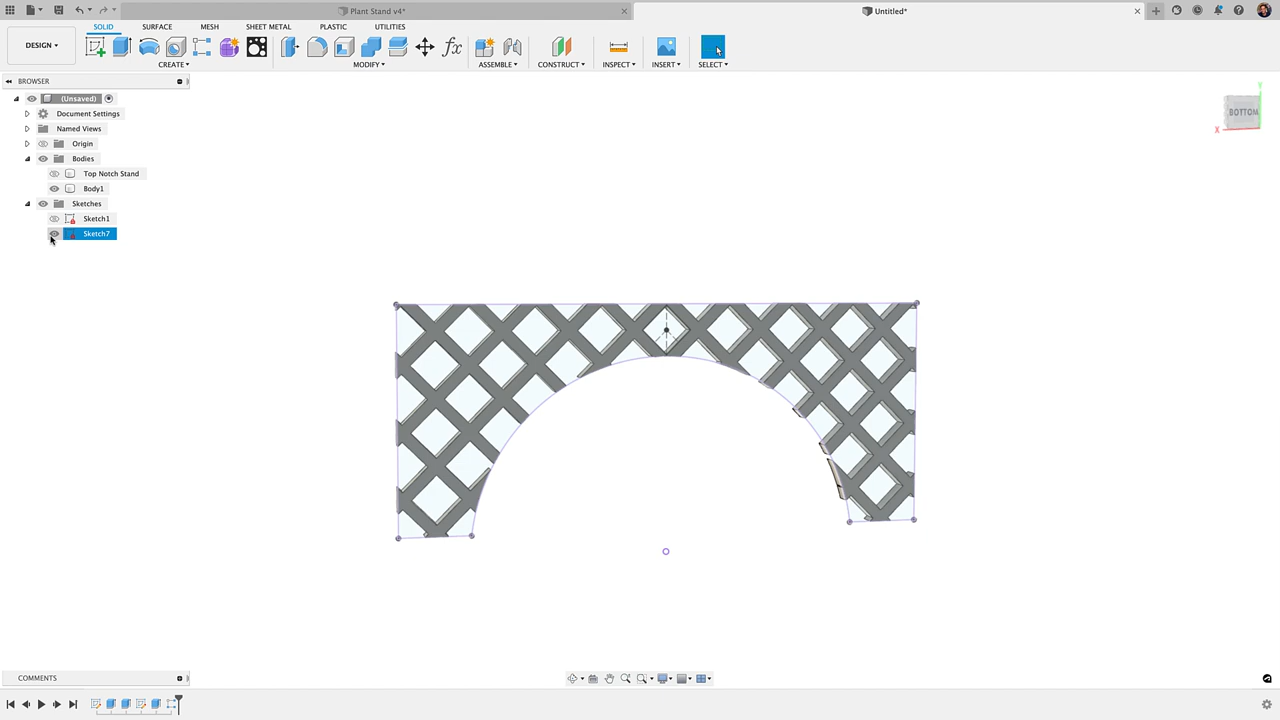 Plant Stand v4*
Untitled*
SOLID SURFACE MESH SHEET METAL PLASTIC UTILITIES
DESIGN
CREATE MODIFY ASSEMBLE CONSTRUCT INSPECT INSERT SELECT
BROWSER
(Unsaved)
Document Settings
Named Views
Origin
Bodies
Top Notch Stand
Body1
Sketches
Sketch1
Sketch7
Y
BOTTOM
X
COMMENTS